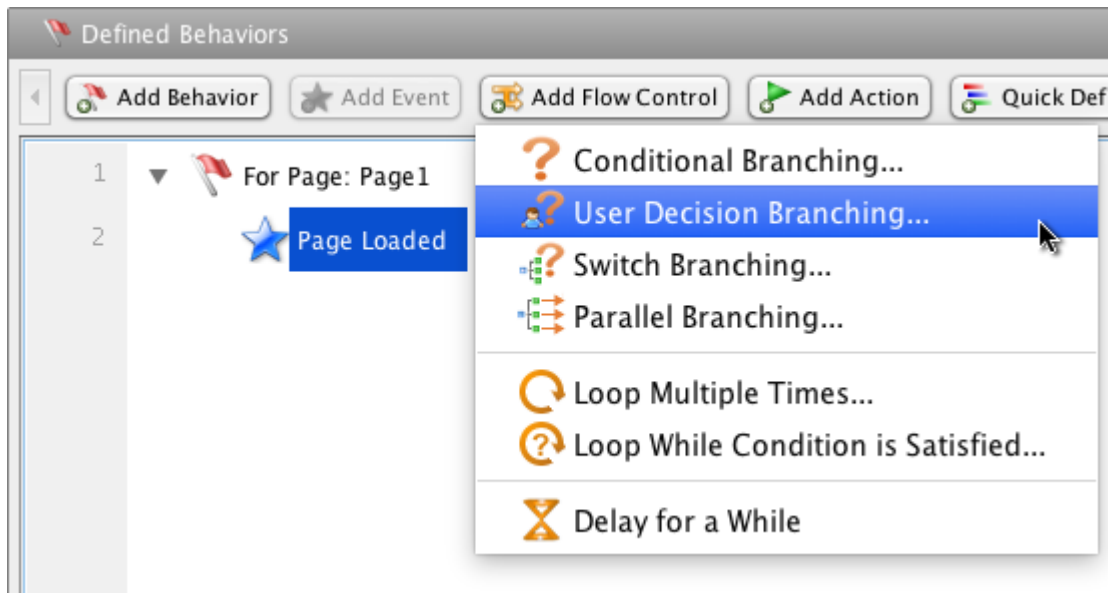 Defined Behaviors
Add Behavior Add Event Add Flow Control Add Action Quick Def
1 For Page: Page1
2 Page Loaded
Conditional Branching...
User Decision Branching...
Switch Branching...
Parallel Branching...
Loop Multiple Times...
Loop While Condition is Satisfied...
Delay for a While